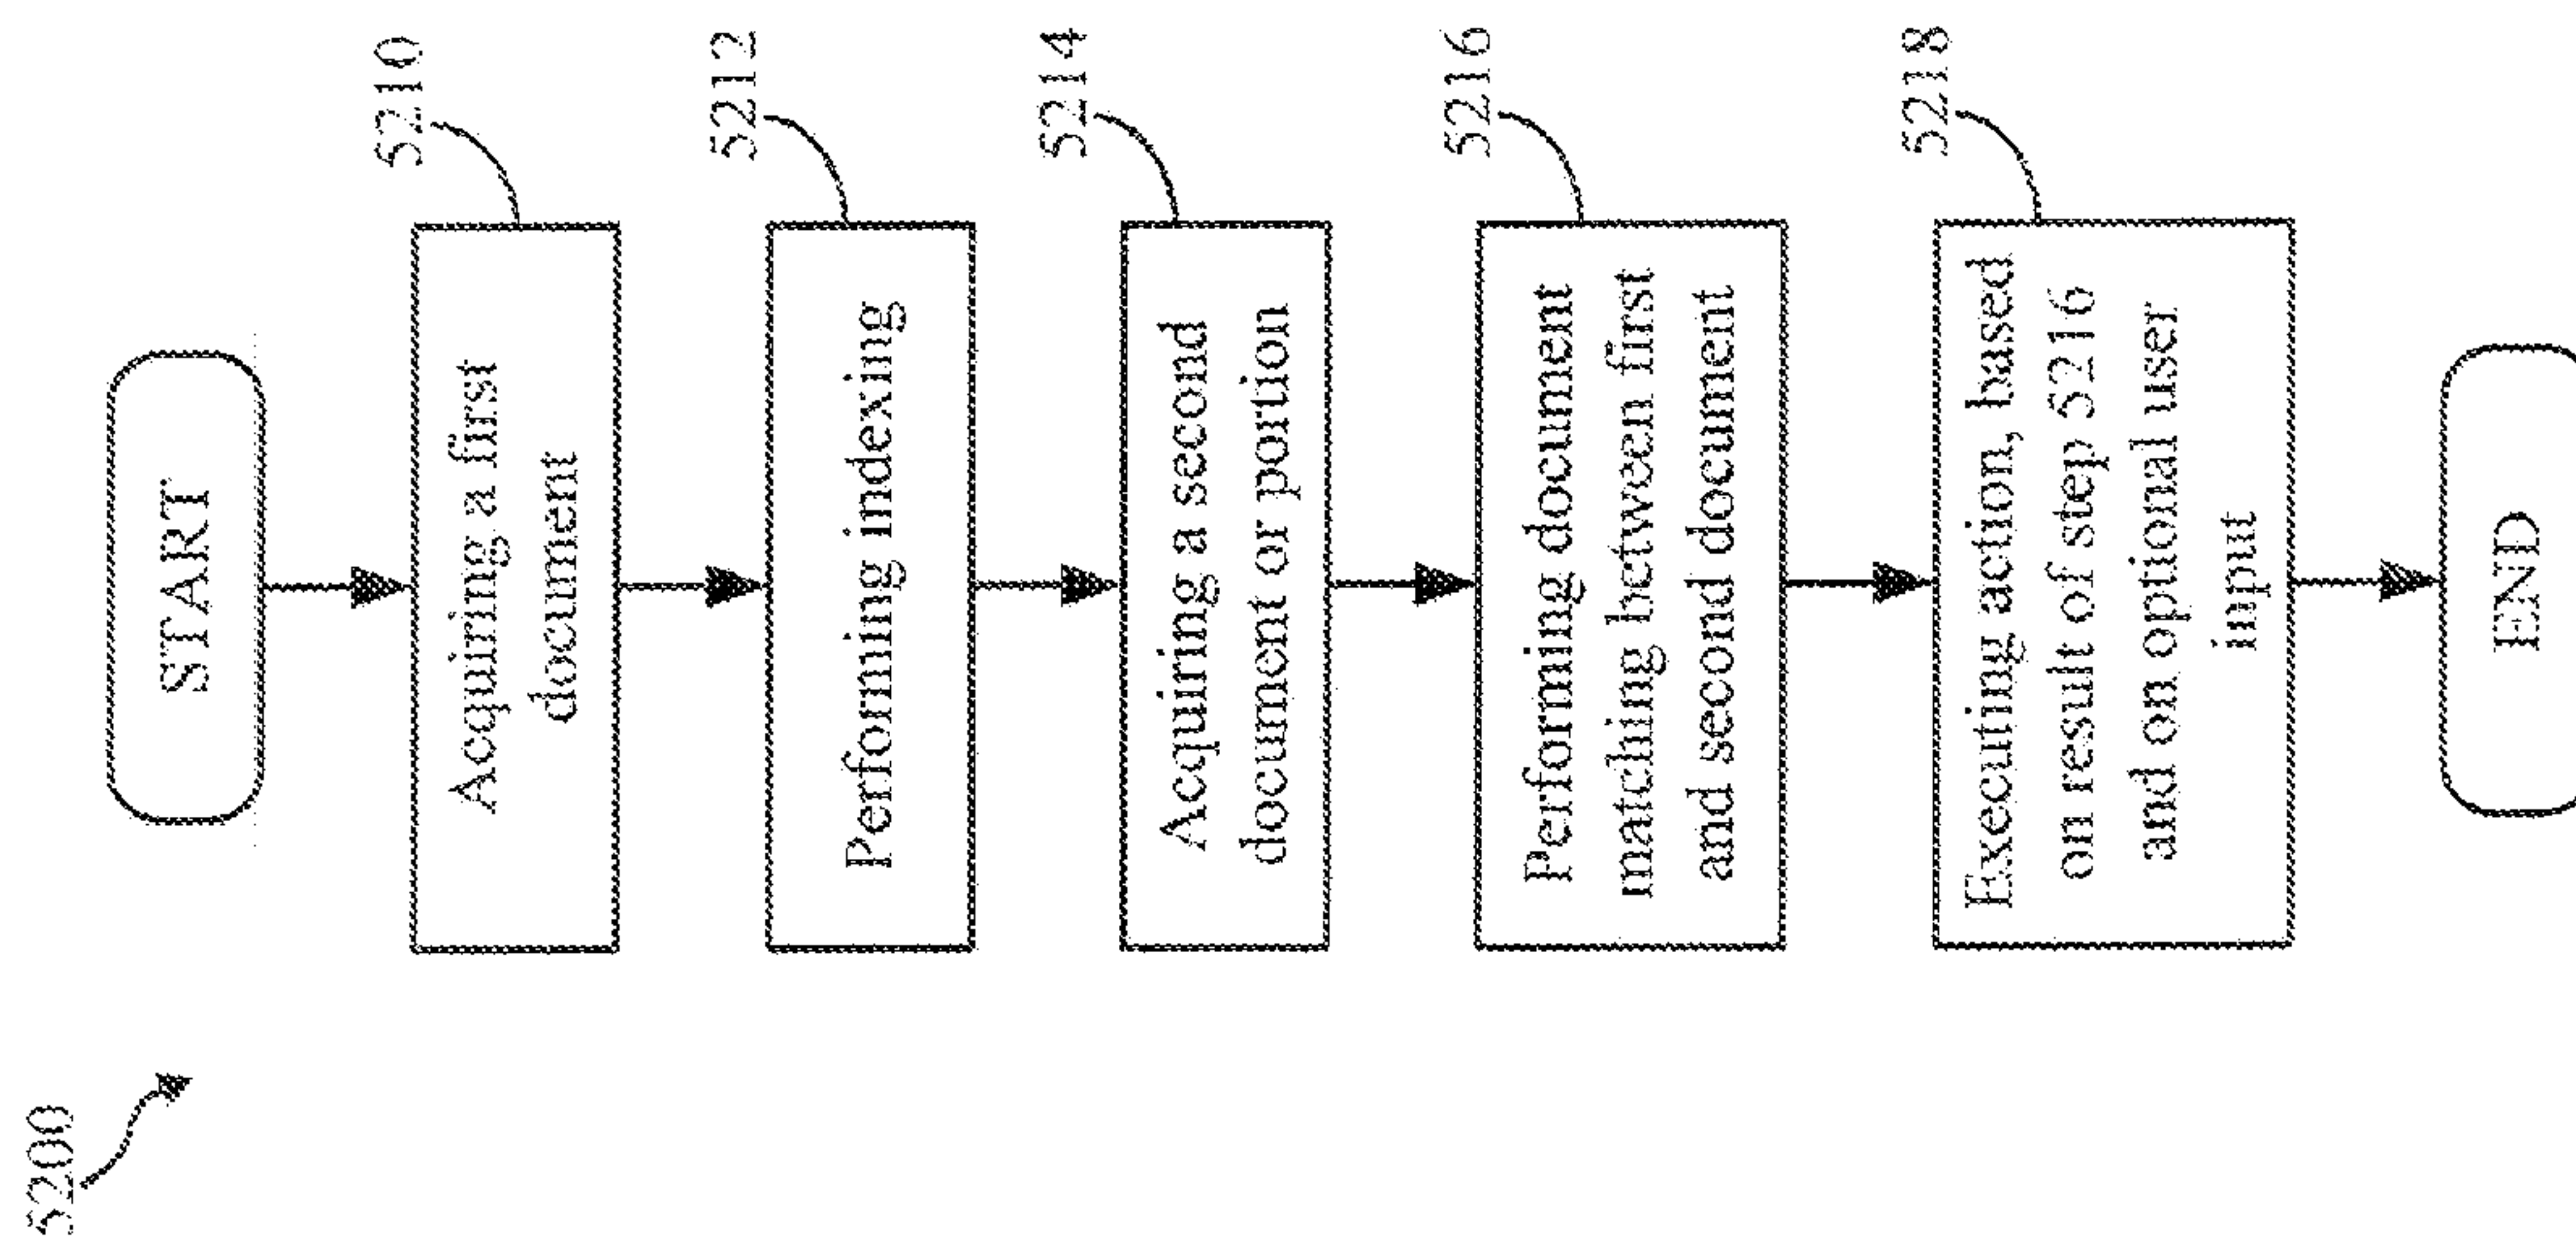 5200
START
Acquiring a first
document
5210
Performing indexing
5212
Acquiring a second
document or portion
5214
Performing document
matching between first
and second document
5216
Executing action, based
on result of step 5216
and on optional user
input
5218
END